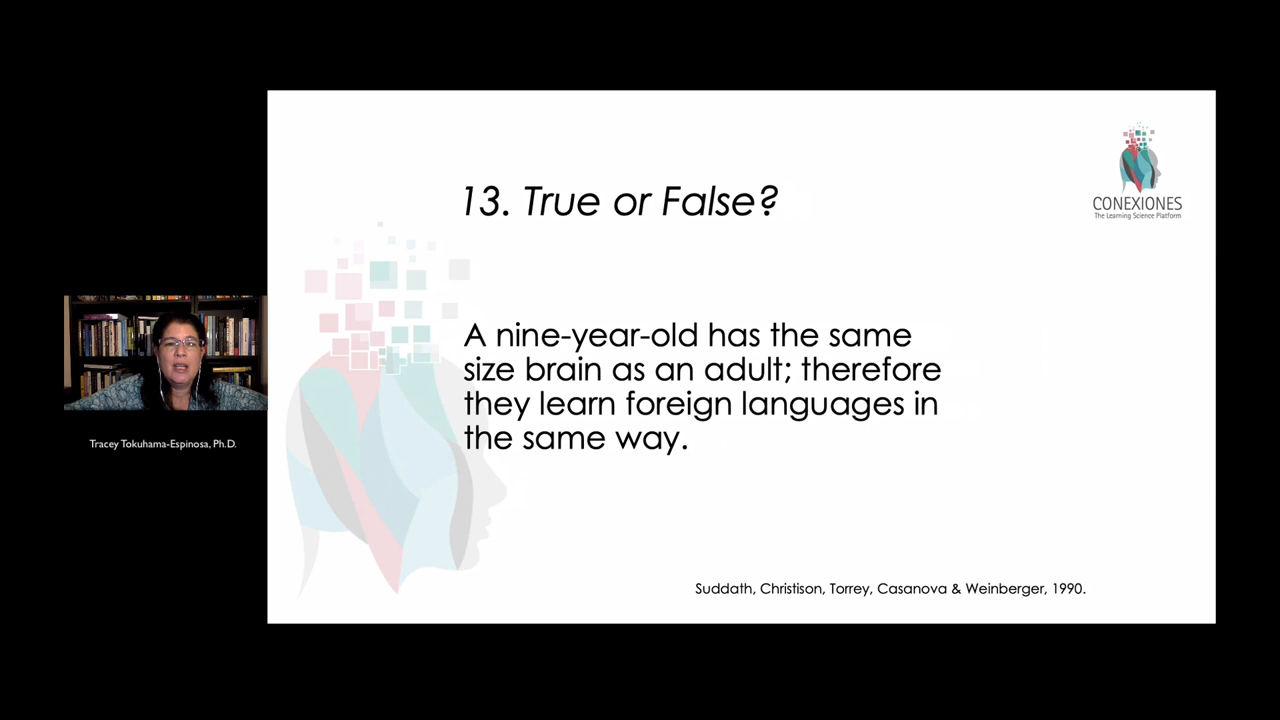 13. True or False?
CONEXIONES
The Learning Science Platform
A nine-year-old has the same
size brain as an adult; therefore
they learn foreign languages in
the same way.
Tracey Tokuhama-Espinosa, Ph.D.
Suddath, Christison, Torrey, Casanova & Weinberger, 1990.